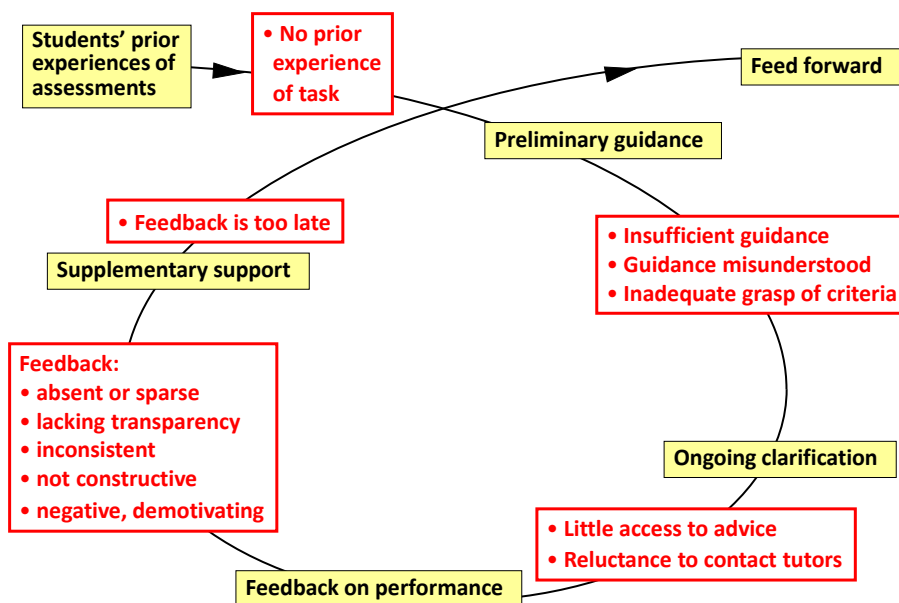 Students’ prior
experiences of
assessments
• No prior
experience
of task
Feed forward
Preliminary guidance
• Feedback is too late
• Insufficient guidance
• Guidance misunderstood
• Inadequate grasp of criteria
Supplementary support
Feedback:
• absent or sparse
• lacking transparency
• inconsistent
• not constructive
• negative, demotivating
Ongoing clarification
• Little access to advice
• Reluctance to contact tutors
Feedback on performance